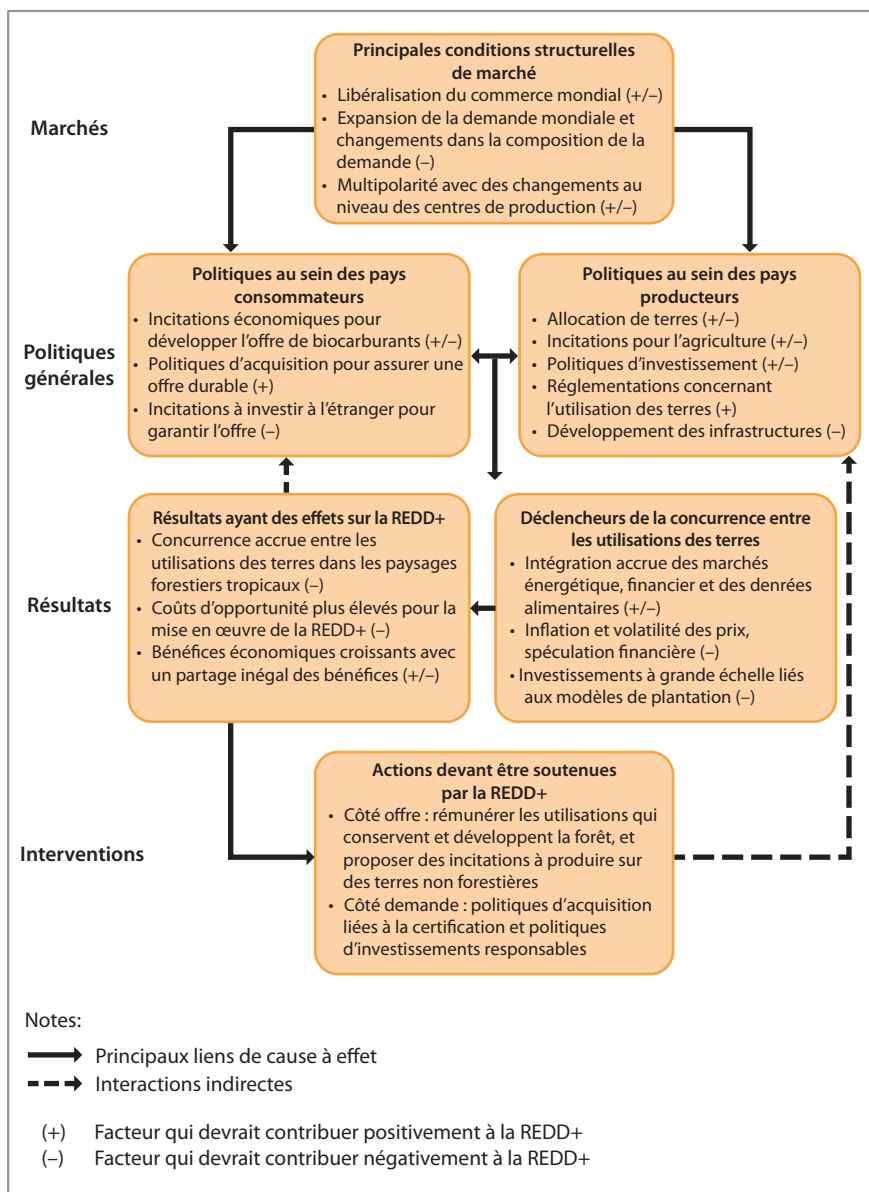 Principales conditions structurelles
de marché
• Libéralisation du commerce mondial (+/–)
• Expansion de la demande mondiale et
changements dans la composition de la
demande (–)
• Multipolarité avec des changements au
niveau des centres de production (+/–)
Marchés
Politiques au sein des pays
consommateurs
• Incitations économiques pour
développer l'offre de biocarburants (+/–)
• Politiques d'acquisition pour assurer une
offre durable (+)
• Incitations à investir à l'étranger pour
garantir l'offre (–)
Politiques au sein des pays
producteurs
• Allocation de terres (+/–)
• Incitations pour l'agriculture (+/–)
• Politiques d'investissement (+/–)
• Réglementations concernant
l'utilisation des terres (+)
• Développement des infrastructures (–)
Politiques
générales
Résultats ayant des effets sur la REDD+
• Concurrence accrue entre les
utilisations des terres dans les paysages
forestiers tropicaux (–)
• Coûts d'opportunité plus élevés pour la
mise en œuvre de la REDD+ (–)
• Bénéfices économiques croissants avec
un partage inégal des bénéfices (+/–)
Déclencheurs de la concurrence entre
les utilisations des terres
• Intégration accrue des marchés
énergétique, financier et des denrées
alimentaires (+/–)
• Inflation et volatilité des prix,
spéculation financière (–)
• Investissements à grande échelle liés
aux modèles de plantation (–)
Résultats
Actions devant être soutenues
par la REDD+
• Côté offre : rémunérer les utilisations qui
conservent et développent la forêt, et
proposer des incitations à produire sur
des terres non forestières
• Côté demande : politiques d'acquisition
liées à la certification et politiques
d'investissements responsables
Interventions
Notes:
Principaux liens de cause à effet
Interactions indirectes
(+) Facteur qui devrait contribuer positivement à la REDD+
(–) Facteur qui devrait contribuer négativement à la REDD+